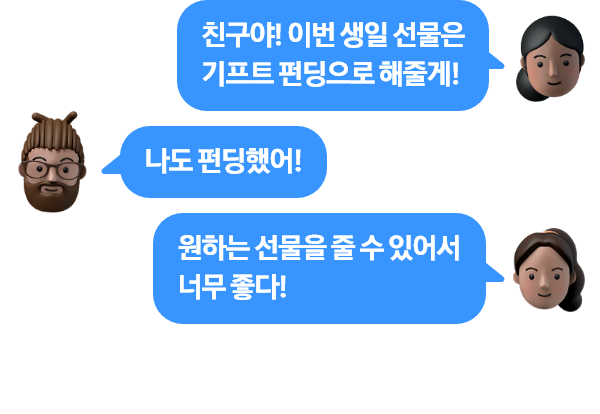 친구야! 이번 생일 선물은
기프트 펀딩으로 해줄게!
나도 펀딩했어!
원하는 선물을 줄 수 있어서
너무 좋다!